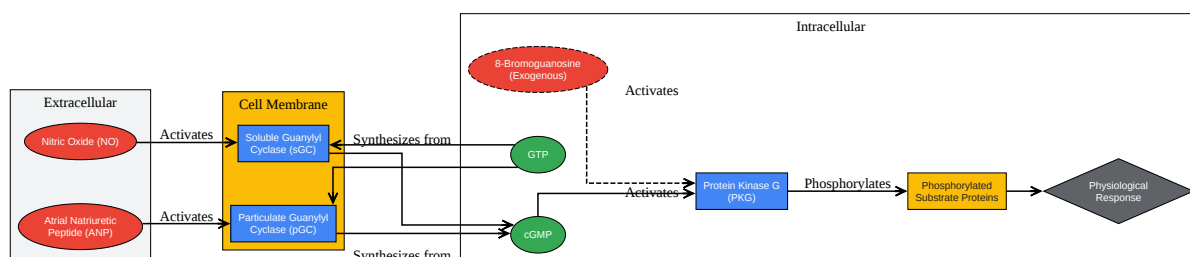 Intracellular
8-Bromoguanosine
(Exogenous)
Activates
Extracellular
Cell Membrane
Nitric Oxide (NO)
Activates
Soluble Guanylyl
Cyclase (sGC)
Synthesizes from
GTP
Atrial Natriuretic
Peptide (ANP)
Activates
Particulate Guanylyl
Cyclase (pGC)
cGMP
Synthesizes from
Activates
Protein Kinase G
(PKG)
Phosphorylates
Phosphorylated
Substrate Proteins
Physiological
Response